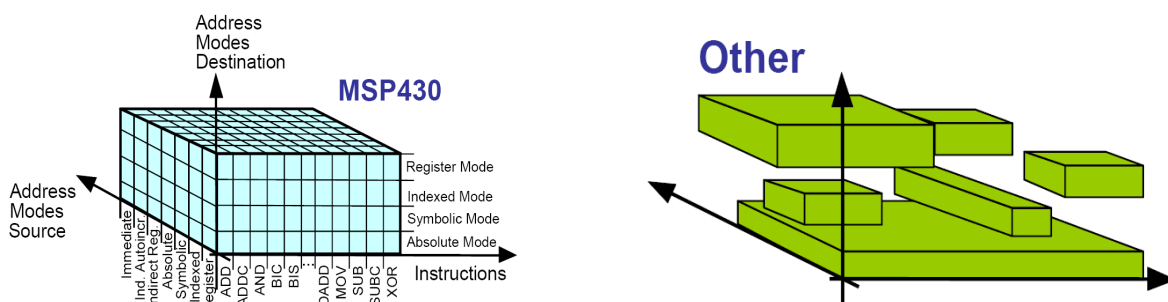 Address
Modes
Destination
MSP430
Register Mode
Indexed Mode
Symbolic Mode
Absolute Mode
Address
Modes
Source
Immediate
Ind. Autoincr.
Indirect Reg.
Absolute
Symbolic
Indexed
Register
ADD
ADDC
AND
BIC
BIS
...
DADD
MOV
SUB
SUBC
XOR
Instructions
Other